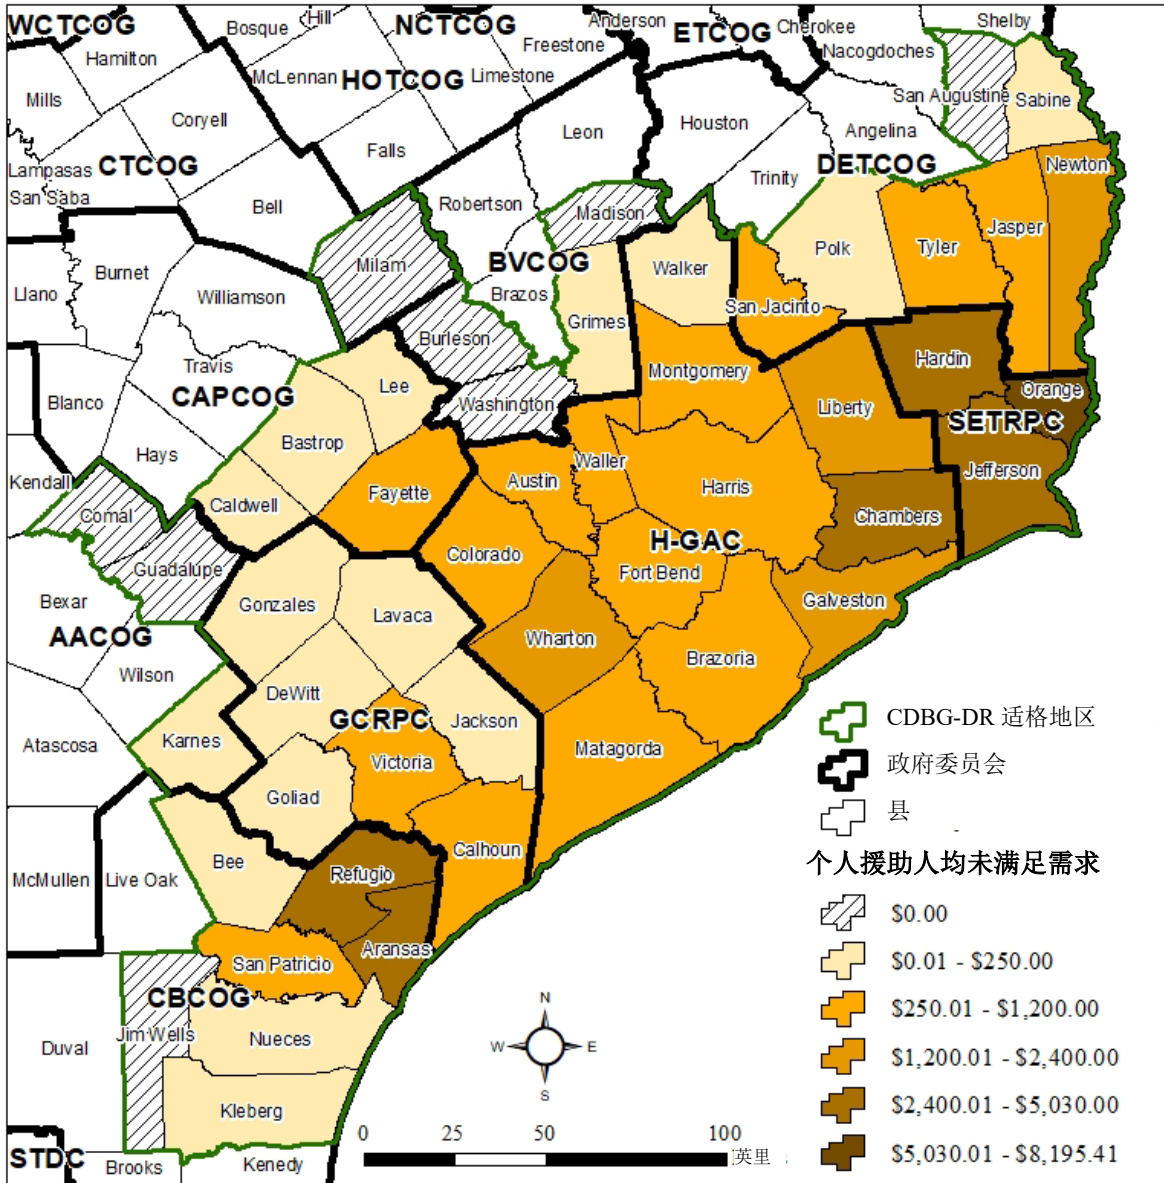 WCTCOG
Hill
Bosque
NCTCOG
Anderson
ETCOG
Cherokee
Shelby
Hamilton
Freestone
Nacogdoches
McLennan
HOTCOG
Limestone
Mills
San Augustine
Sabine
Coryell
Leon
Houston
Angelina
Falls
Lampasas
CTCOG
DETCOG
Newton
San Saba
Bell
Robertson
Madison
Trinity
Jasper
Milam
BVCOG
Walker
Polk
Tyler
Burnet
Llano
Williamson
Brazos
San Jacinto
Grimes
Burleson
Hardin
Travis
Montgomery
Lee
Orange
CAPCOG
Blanco
Washington
Liberty
SETRPC
Bastrop
Hays
Waller
Jefferson
Kendall
Austin
Harris
Fayette
Caldwell
Comal
Chambers
H-GAC
Colorado
Guadalupe
Fort Bend
Bexar
Gonzales
Lavaca
Galveston
AACOG
Wharton
Wilson
Brazoria
DeWitt
GCRPC
Jackson
Karnes
Atascosa
Victoria
Matagorda
Goliad
Calhoun
Bee
McMullen
Live Oak
Refugio
Aransas
San Patricio
CBCOG
Jim Wells
Nueces
Duval
Kleberg
STDC
Brooks
Kenedy
N
W
E
S
0
25
50
100
英里
CDBG-DR 适格地区
政府委员会
县
个人援助人均未满足需求
$0.00
$0.01 - $250.00
$250.01 - $1,200.00
$1,200.01 - $2,400.00
$2,400.01 - $5,030.00
$5,030.01 - $8,195.41